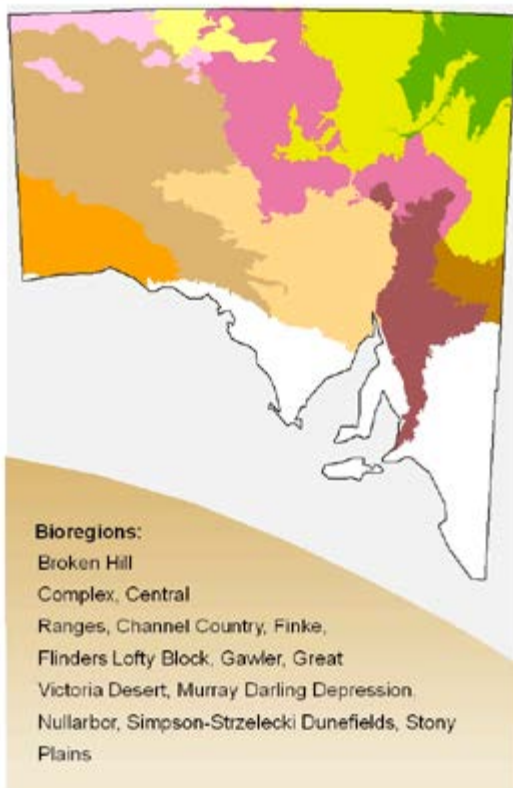 Bioregions:
Broken Hill
Complex, Central
Ranges, Channel Country, Finke,
Flinders Lofty Block, Gawler, Great
Victoria Desert, Murray Darling Depression
Nullarbor, Simpson-Strzelecki Dunefields, Stony
Plains